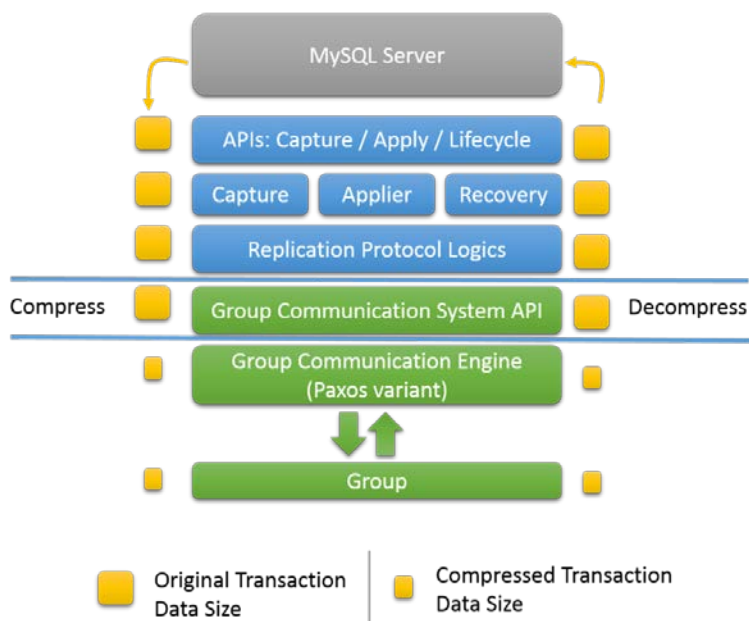 MySQL Server
APIs: Capture / Apply / Lifecycle
Capture
Applier
Recovery
Replication Protocol Logics
Compress
Group Communication System API
Decompress
Group Communication Engine
(Paxos variant)
Group
Original Transaction
Data Size
Compressed Transaction
Data Size